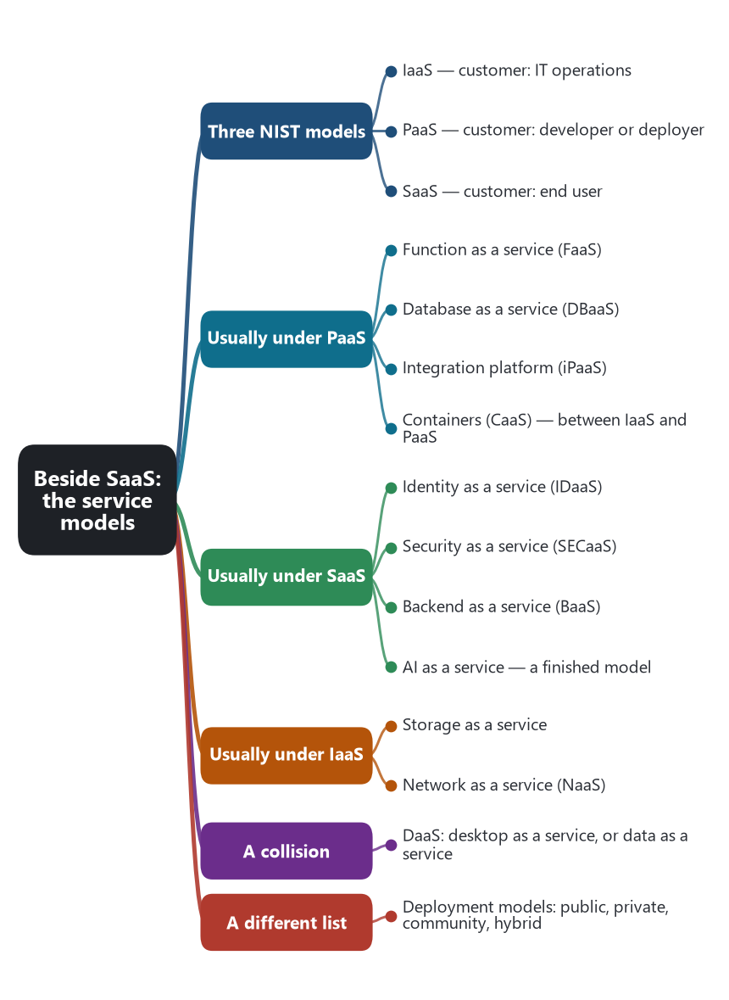 Beside SaaS:
the service
models
Three NIST models
IaaS — customer: IT operations
PaaS — customer: developer or deployer
SaaS — customer: end user
Usually under PaaS
Function as a service (FaaS)
Database as a service (DBaaS)
Integration platform (iPaaS)
Containers (CaaS) — between IaaS and
PaaS
Usually under SaaS
Identity as a service (IDaaS)
Security as a service (SECaaS)
Backend as a service (BaaS)
AI as a service — a finished model
Usually under IaaS
Storage as a service
Network as a service (NaaS)
A collision
DaaS: desktop as a service, or data as a
service
A different list
Deployment models: public, private,
community, hybrid